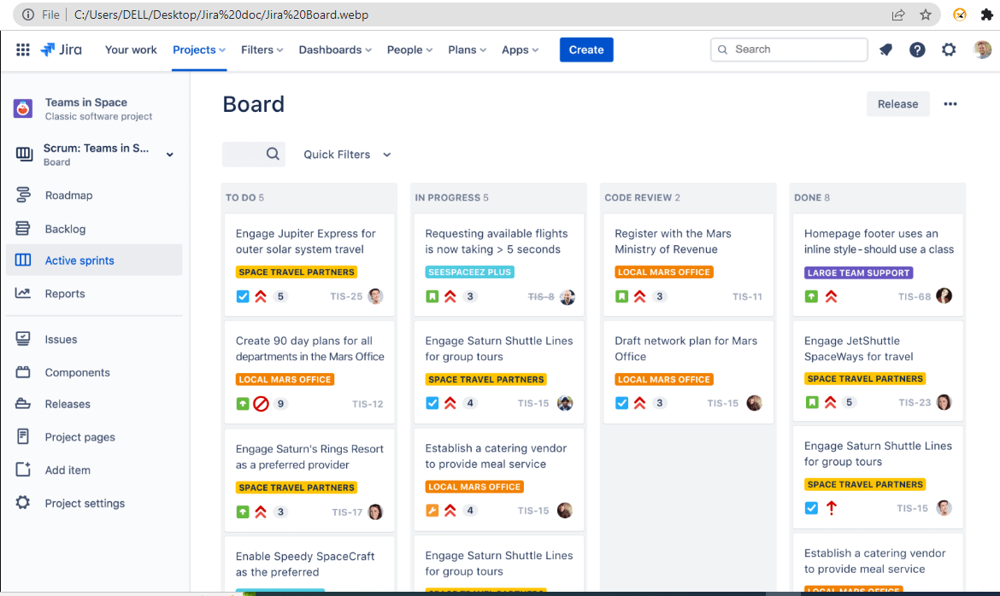 File
C:/Users/DELL/Desktop/Jira%20doc/Jira%20Board.webp
Jira
Your work
Projects
Filters
Dashboards
People
Plans
Apps
Create
Search
Teams in Space
Classic software project
Scrum: Teams in S...
Board
Roadmap
Backlog
Active sprints
Reports
Issues
Components
Releases
Project pages
Add item
Project settings
Board
Release
Quick Filters
TO DO 5
Engage Jupiter Express for
outer solar system travel
SPACE TRAVEL PARTNERS
5
TIS-25
Create 90 day plans for all
departments in the Mars Office
LOCAL MARS OFFICE
9
TIS-12
Engage Saturn's Rings Resort
as a preferred provider
SPACE TRAVEL PARTNERS
3
TIS-17
Enable Speedy SpaceCraft
as the preferred
IN PROGRESS 5
Requesting available flights
is now taking > 5 seconds
SEESPACEEZ PLUS
3
TIS-8
Engage Saturn Shuttle Lines
for group tours
SPACE TRAVEL PARTNERS
4
TIS-15
Establish a catering vendor
to provide meal service
LOCAL MARS OFFICE
4
TIS-15
Engage Saturn Shuttle Lines
for group tours
SPACE TRAVEL PARTNERS
CODE REVIEW 2
Register with the Mars
Ministry of Revenue
LOCAL MARS OFFICE
3
TIS-11
Draft network plan for Mars
Office
LOCAL MARS OFFICE
3
TIS-15
DONE 8
Homepage footer uses an
inline style-should use a class
LARGE TEAM SUPPORT
TIS-68
Engage JetShuttle
SpaceWays for travel
SPACE TRAVEL PARTNERS
5
TIS-23
Engage Saturn Shuttle Lines
for group tours
SPACE TRAVEL PARTNERS
TIS-15
Establish a catering vendor
to provide meal service
LOCAL MARS OFFICE